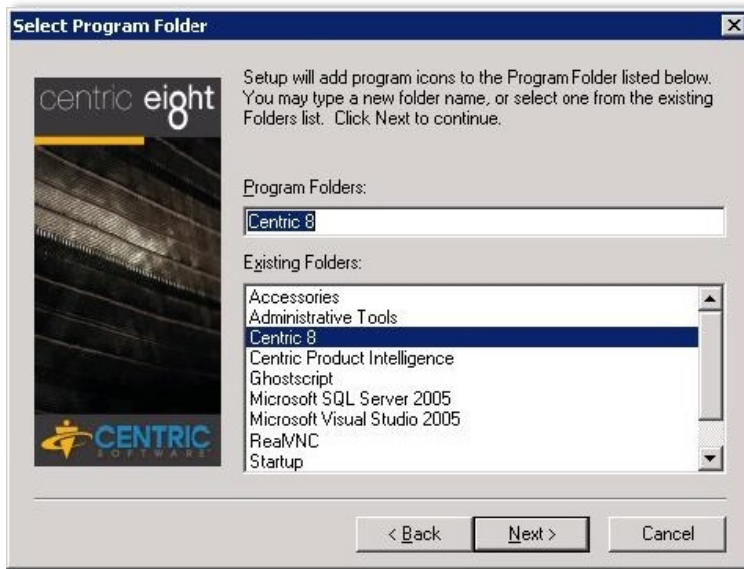 Select Program Folder
centric eight
Setup will add program icons to the Program Folder listed below.
You may type a new folder name, or select one from the existing
Folders list. Click Next to continue.
Program Folders:
Centric 8
Existing Folders:
Accessories
Administrative Tools
Centric 8
Centric Product Intelligence
Ghostscript
Microsoft SQL Server 2005
Microsoft Visual Studio 2005
RealVNC
Startup
CENTRIC
SOFTWARE
< Back
Next >
Cancel